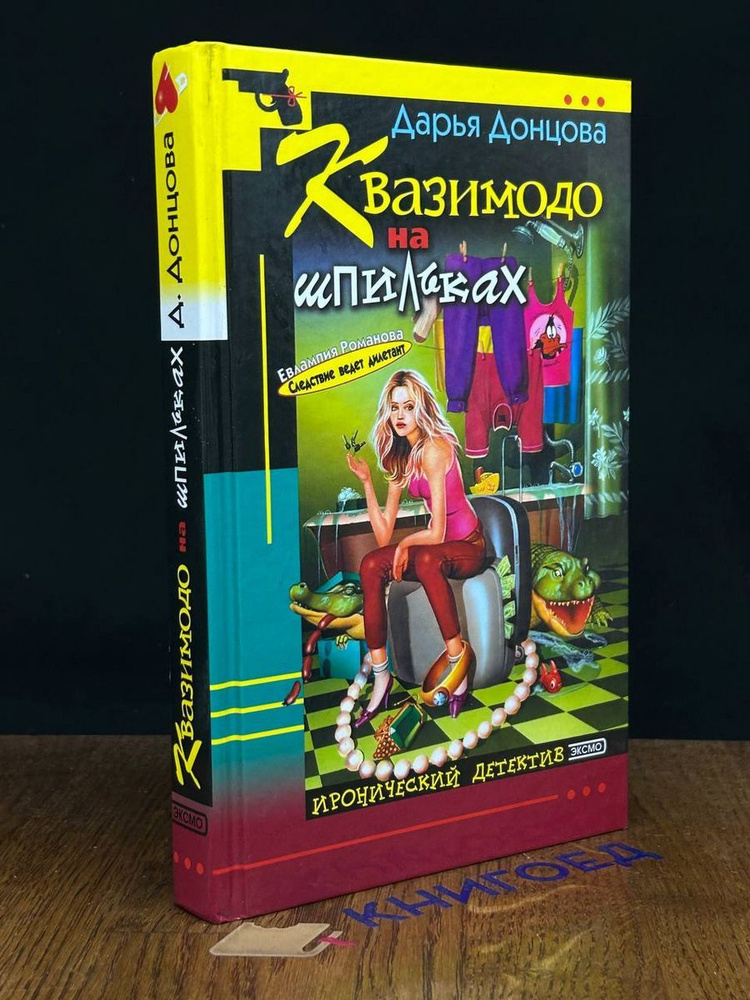 Дарья Донцова
Квазимодо
на
шпильках
Евлампия Романова
Следствие ведет дилетант
ИРОНИЧЕСКИЙ ДЕТЕКТИВ
ЭКСМО
Д. Донцова
Квазимодо на шпильках
ЭКСМО
КНИГОЕД